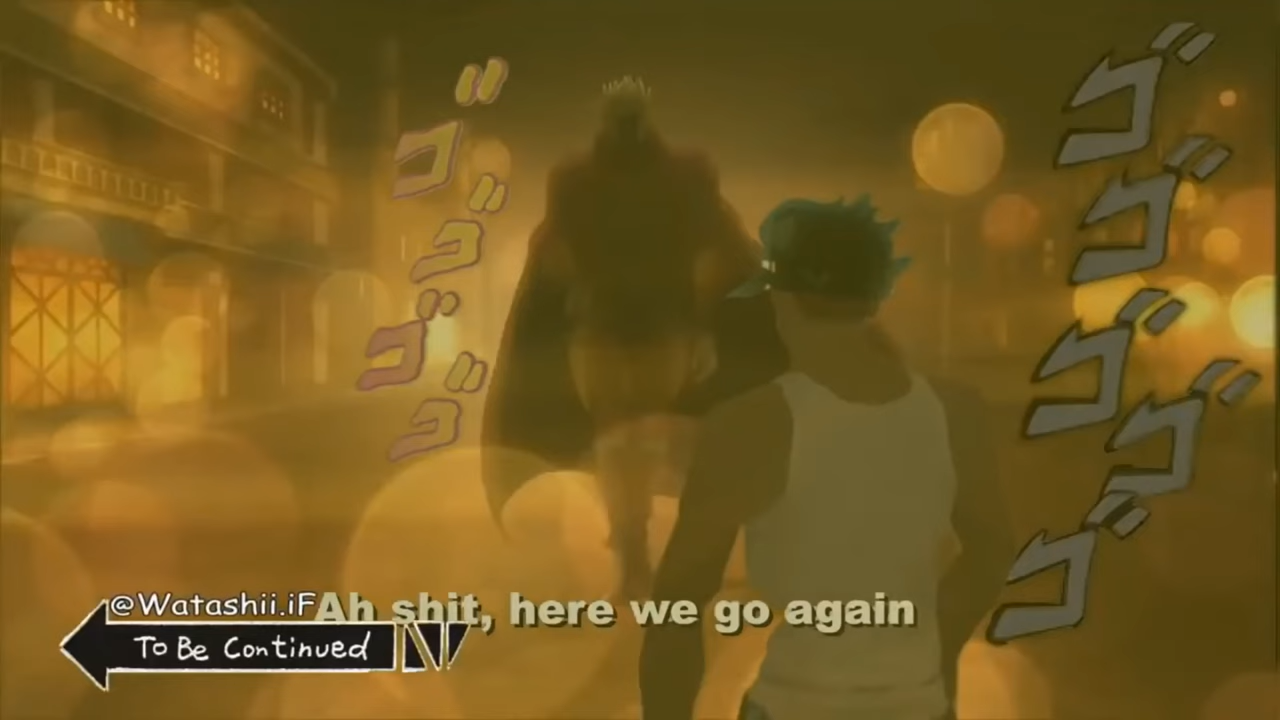 ゴゴゴゴ
ゴゴゴゴゴ
@Watashii.iF
Ah shit, here we go again
To Be Continued